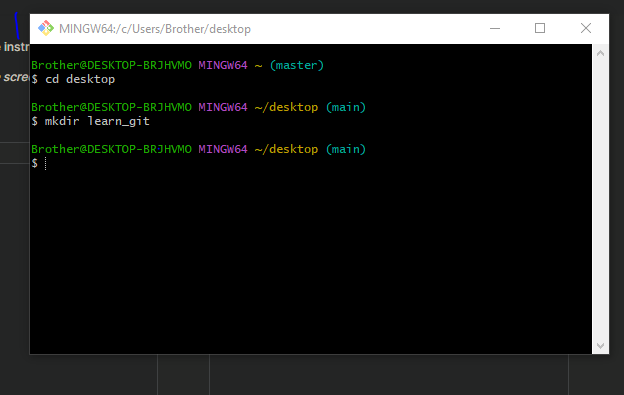 MINGW64:/c/Users/Brother/desktop
e instr
e scree
Brother@DESKTOP-BRJHVMO MINGW64 ~ (master)
$ cd desktop
Brother@DESKTOP-BRJHVMO MINGW64 ~/desktop (main)
$ mkdir learn_git
Brother@DESKTOP-BRJHVMO MINGW64 ~/desktop (main)
$